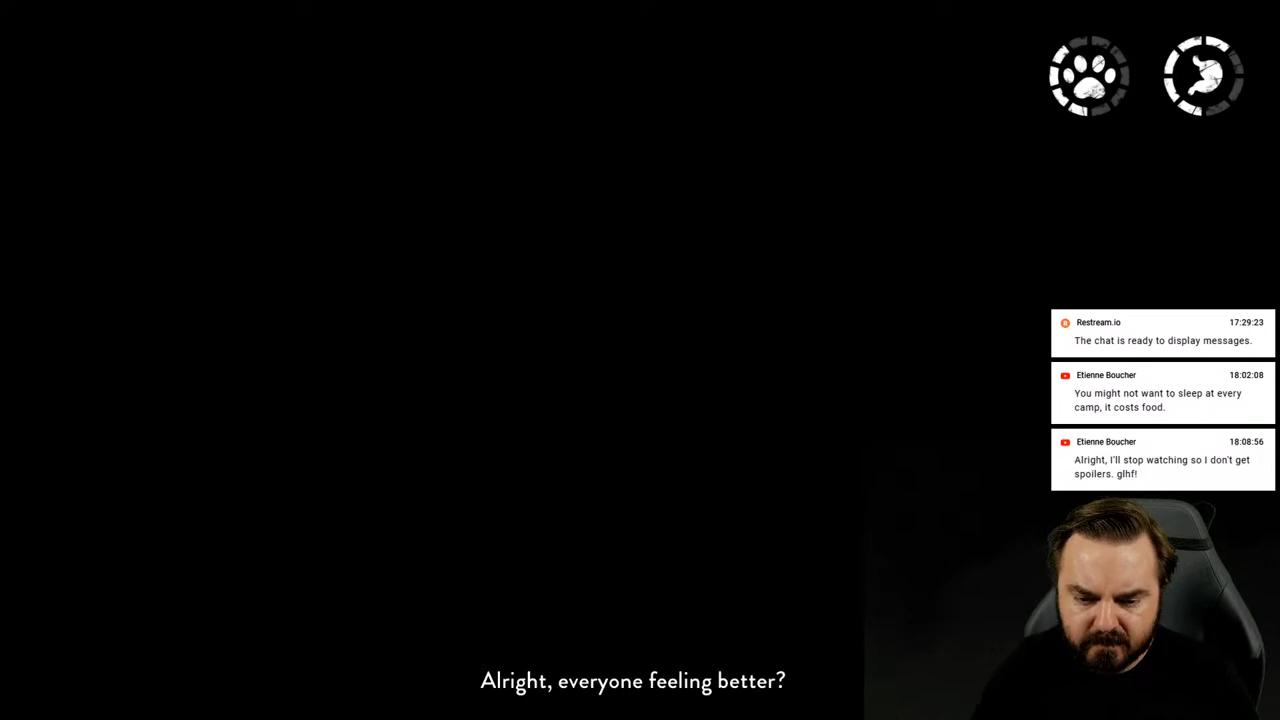 Restream.io 17:29:23
The chat is ready to display messages.
Etienne Boucher 18:02:08
You might not want to sleep at every
camp, it costs food.
Etienne Boucher 18:08:56
Alright, I'll stop watching so I don't get
spoilers. glhf!
Alright, everyone feeling better?